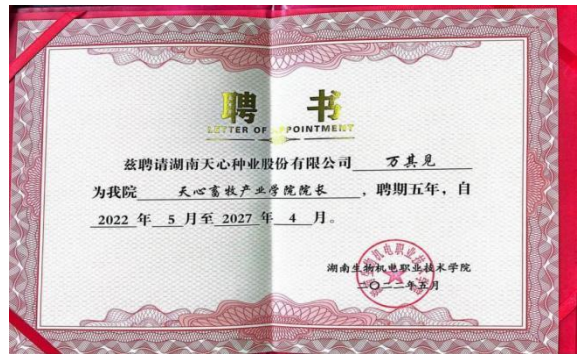 聘 书
LETTER OF APPOINTMENT
兹聘请湖南天心种业股份有限公司 万其见
为我院 天心畜牧产业学院院长 ，聘期五年，自
2022 年 5 月至 2027 年 4 月。
湖南生物机电职业技术学院
二〇二二年五月